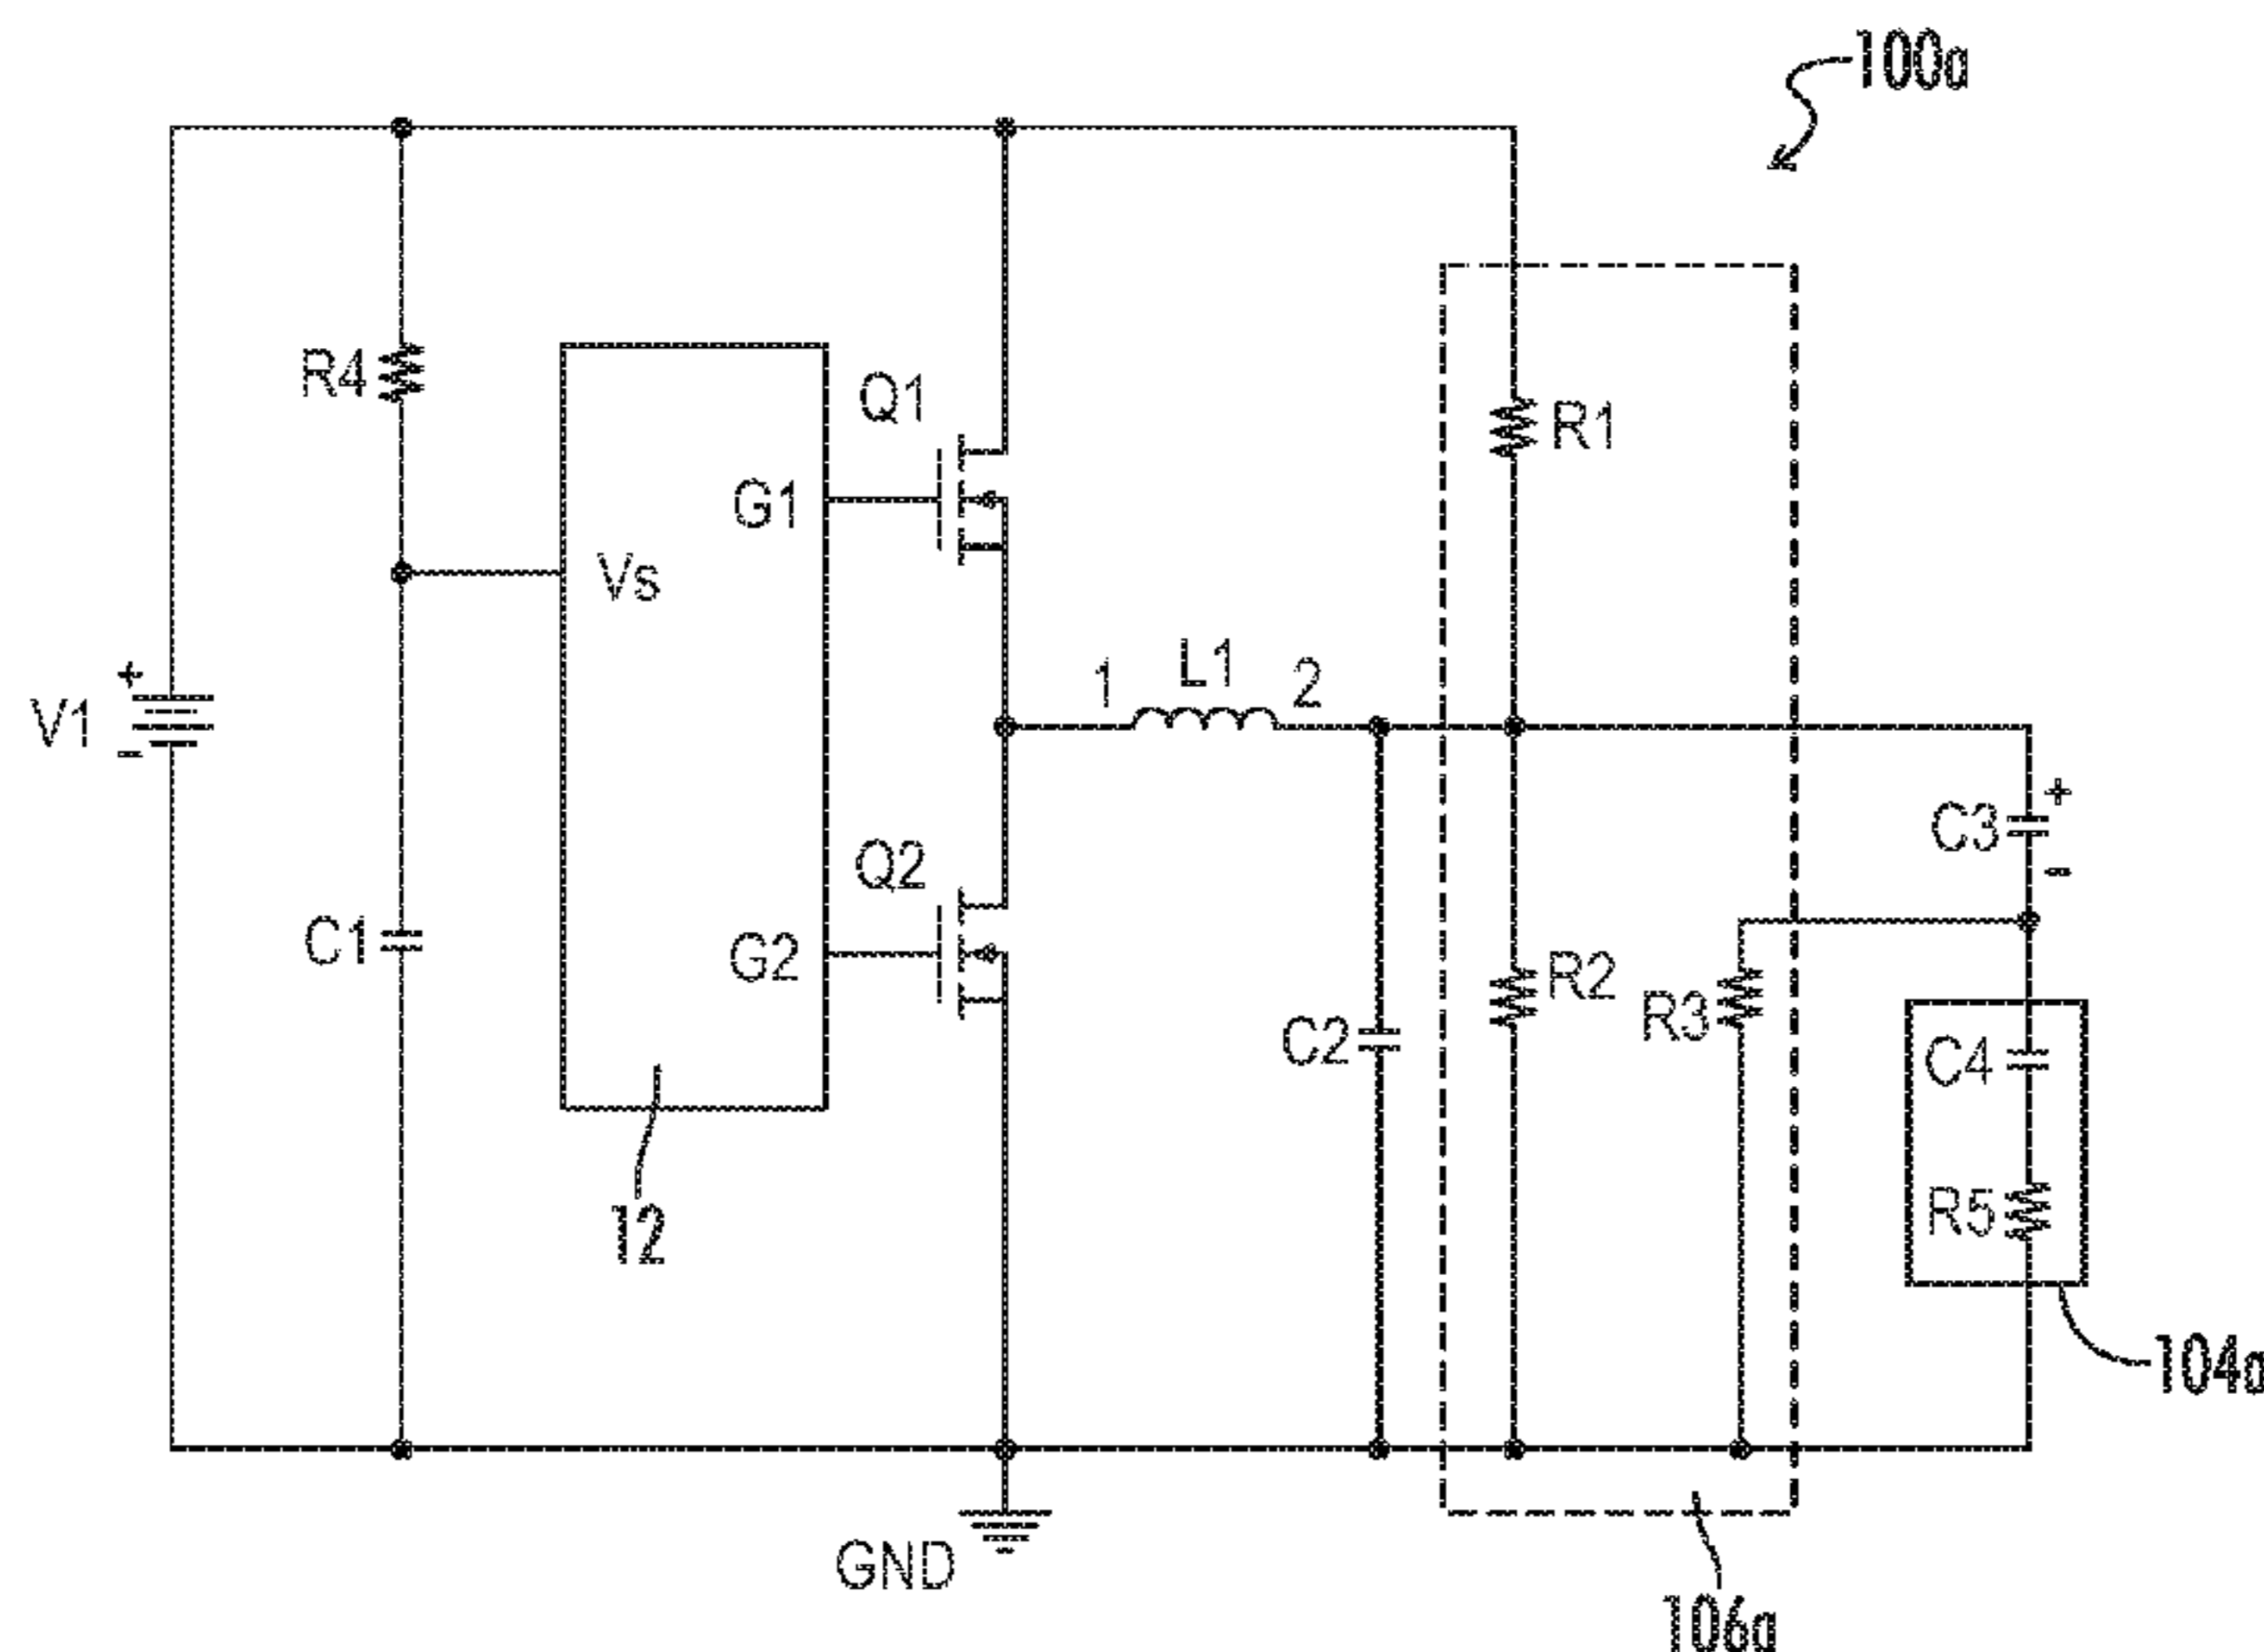 100a
R4
Q1
R1
G1
Vs
1 L1 2
+
V1
-
+
C3
-
Q2
C1
G2
R2
R3
C2
C4
R5
12
104a
GND
106a